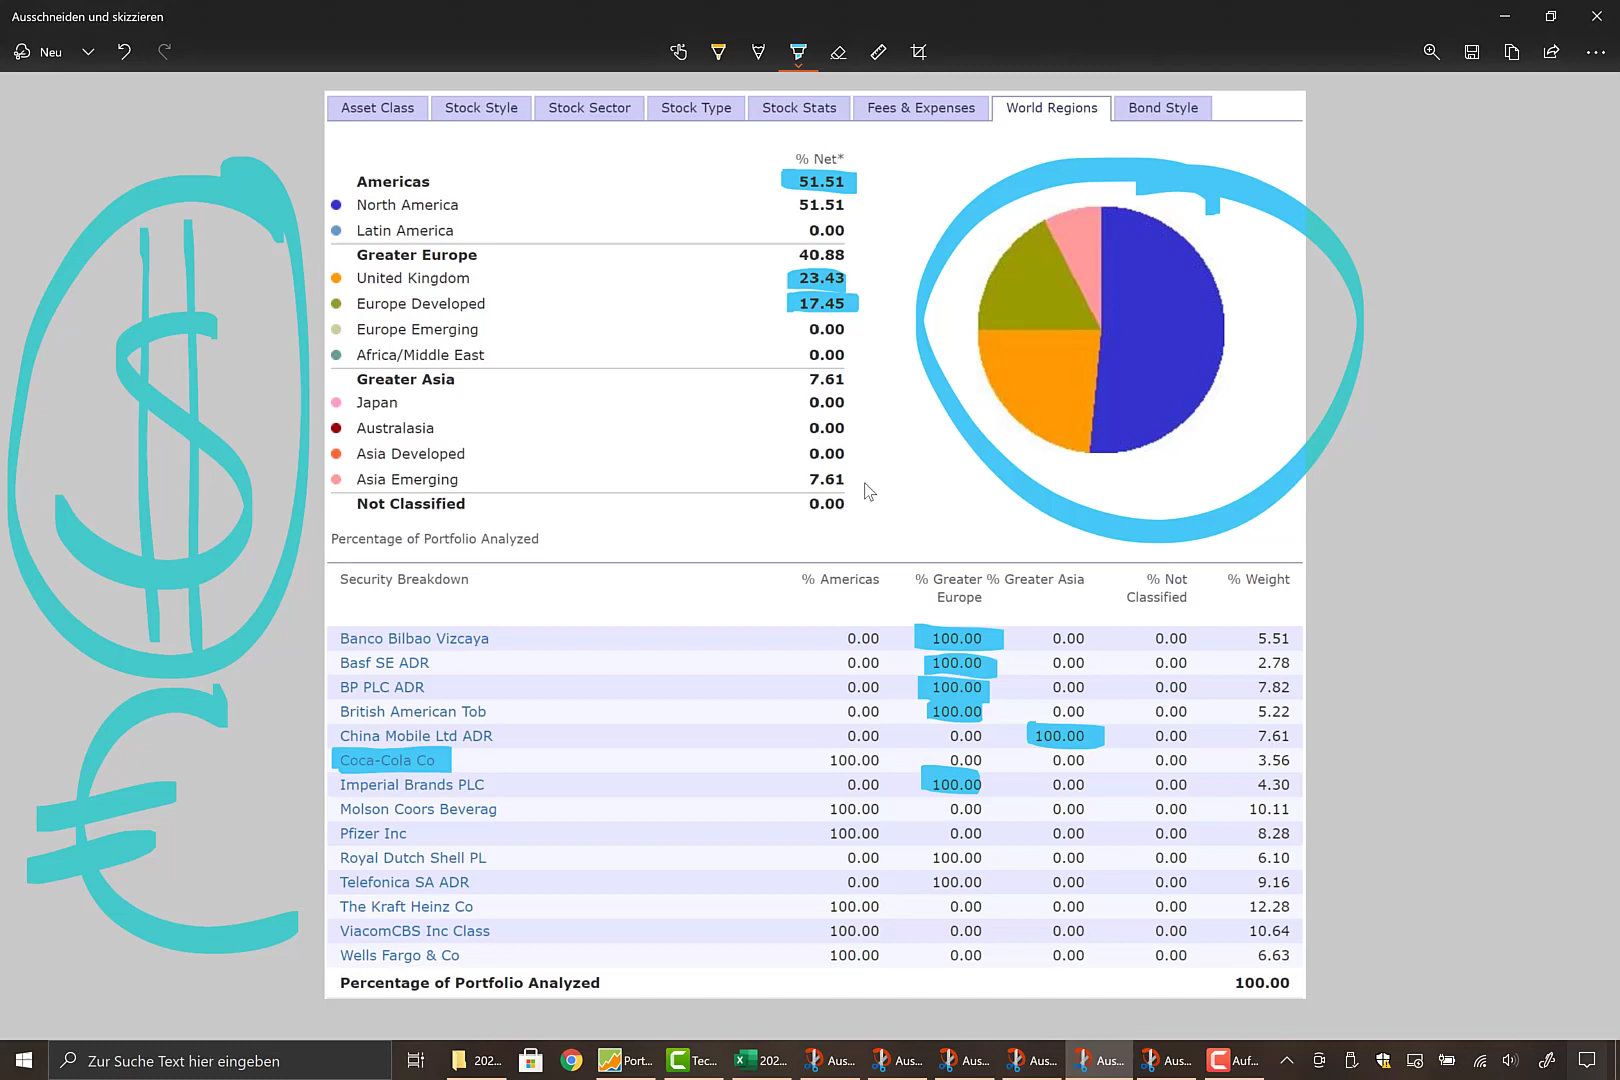 Ausschneiden und skizzieren
Neu
Asset Class Stock Style Stock Sector Stock Type Stock Stats Fees & Expenses World Regions Bond Style
% Net*
Americas 51.51
North America 51.51
Latin America 0.00
Greater Europe 40.88
United Kingdom 23.43
Europe Developed 17.45
Europe Emerging 0.00
Africa/Middle East 0.00
Greater Asia 7.61
Japan 0.00
Australasia 0.00
Asia Developed 0.00
Asia Emerging 7.61
Not Classified 0.00
Percentage of Portfolio Analyzed
$
€
Security Breakdown % Americas % Greater Europe % Greater Asia % Not Classified % Weight
Banco Bilbao Vizcaya 0.00 100.00 0.00 0.00 5.51
Basf SE ADR 0.00 100.00 0.00 0.00 2.78
BP PLC ADR 0.00 100.00 0.00 0.00 7.82
British American Tob 0.00 100.00 0.00 0.00 5.22
China Mobile Ltd ADR 0.00 0.00 100.00 0.00 7.61
Coca-Cola Co 100.00 0.00 0.00 0.00 3.56
Imperial Brands PLC 0.00 100.00 0.00 0.00 4.30
Molson Coors Beverag 100.00 0.00 0.00 0.00 10.11
Pfizer Inc 100.00 0.00 0.00 0.00 8.28
Royal Dutch Shell PL 0.00 100.00 0.00 0.00 6.10
Telefonica SA ADR 0.00 100.00 0.00 0.00 9.16
The Kraft Heinz Co 100.00 0.00 0.00 0.00 12.28
ViacomCBS Inc Class 100.00 0.00 0.00 0.00 10.64
Wells Fargo & Co 100.00 0.00 0.00 0.00 6.63
Percentage of Portfolio Analyzed 100.00
Zur Suche Text hier eingeben 202... Port... Tec... 202... Aus... Aus... Aus... Aus... Aus... Aus... Auf...